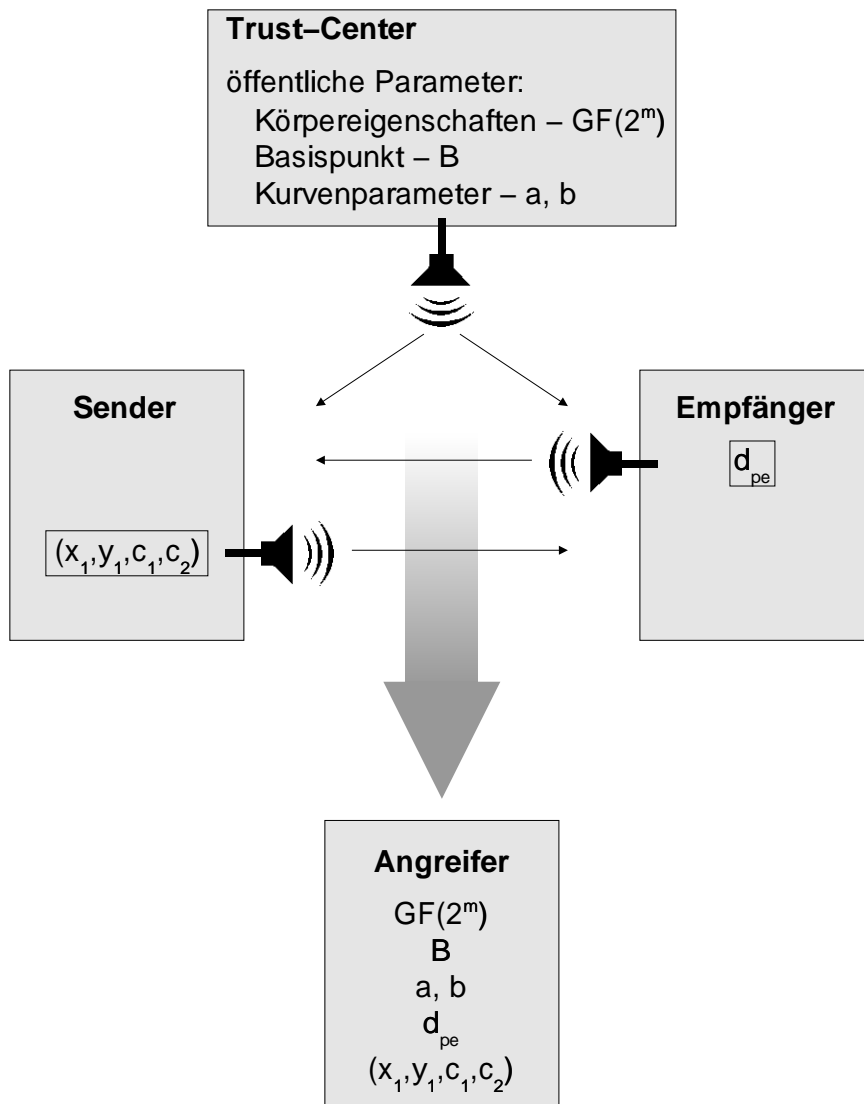 Trust–Center
öffentliche Parameter:
Körpereigenschaften – GF(2ᵐ)
Basispunkt – B
Kurvenparameter – a, b
Sender
(x₁,y₁,c₁,c₂)
Empfänger
dₚₑ
Angreifer
GF(2ᵐ)
B
a, b
dₚₑ
(x₁,y₁,c₁,c₂)